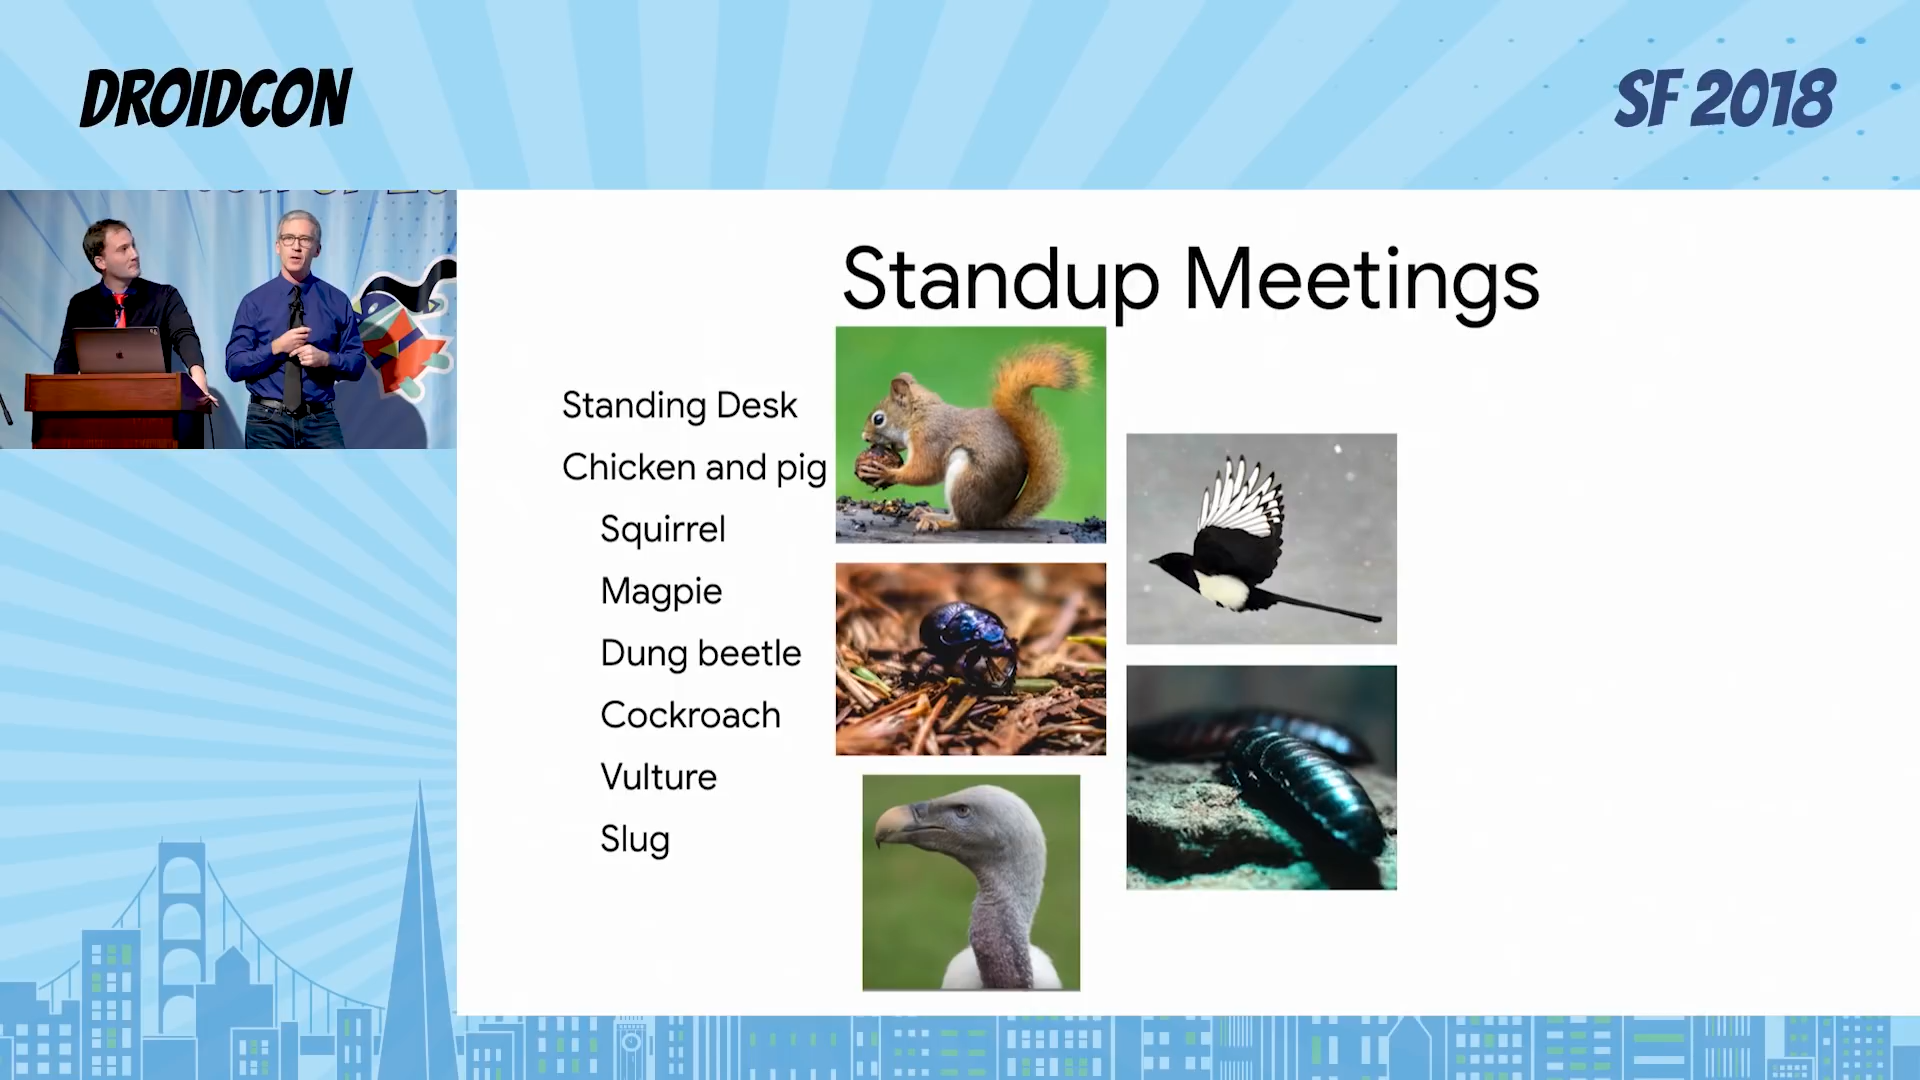 DROIDCON
SF 2018
Standup Meetings
Standing Desk
Chicken and pig
Squirrel
Magpie
Dung beetle
Cockroach
Vulture
Slug